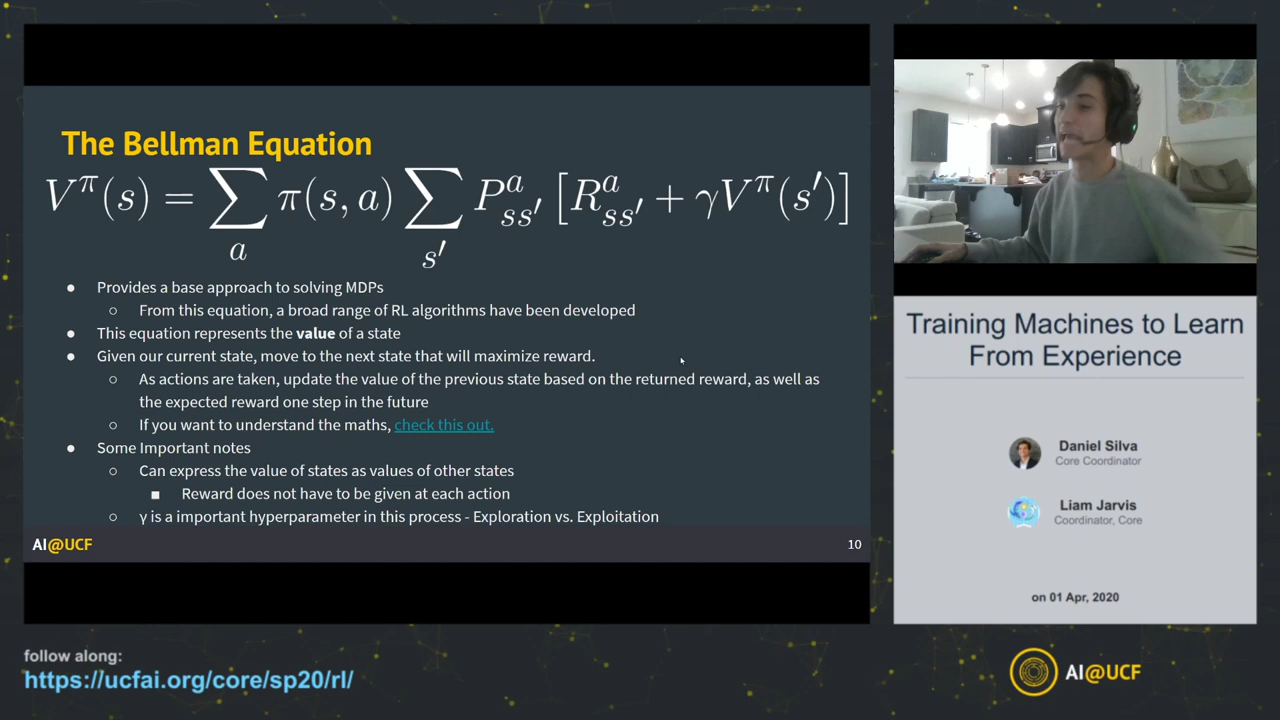 The Bellman Equation
V^π(s) = ∑_a π(s, a) ∑_{s′} P^a_{ss′} [R^a_{ss′} + γV^π(s′)]
● Provides a base approach to solving MDPs
○ From this equation, a broad range of RL algorithms have been developed
● This equation represents the value of a state
● Given our current state, move to the next state that will maximize reward.
○ As actions are taken, update the value of the previous state based on the returned reward, as well as
the expected reward one step in the future
○ If you want to understand the maths, check this out.
● Some Important notes
○ Can express the value of states as values of other states
■ Reward does not have to be given at each action
○ γ is a important hyperparameter in this process - Exploration vs. Exploitation
AI@UCF
10
Training Machines to Learn
From Experience
Daniel Silva
Core Coordinator
Liam Jarvis
Coordinator, Core
on 01 Apr, 2020
follow along:
https://ucfai.org/core/sp20/rl/
AI@UCF